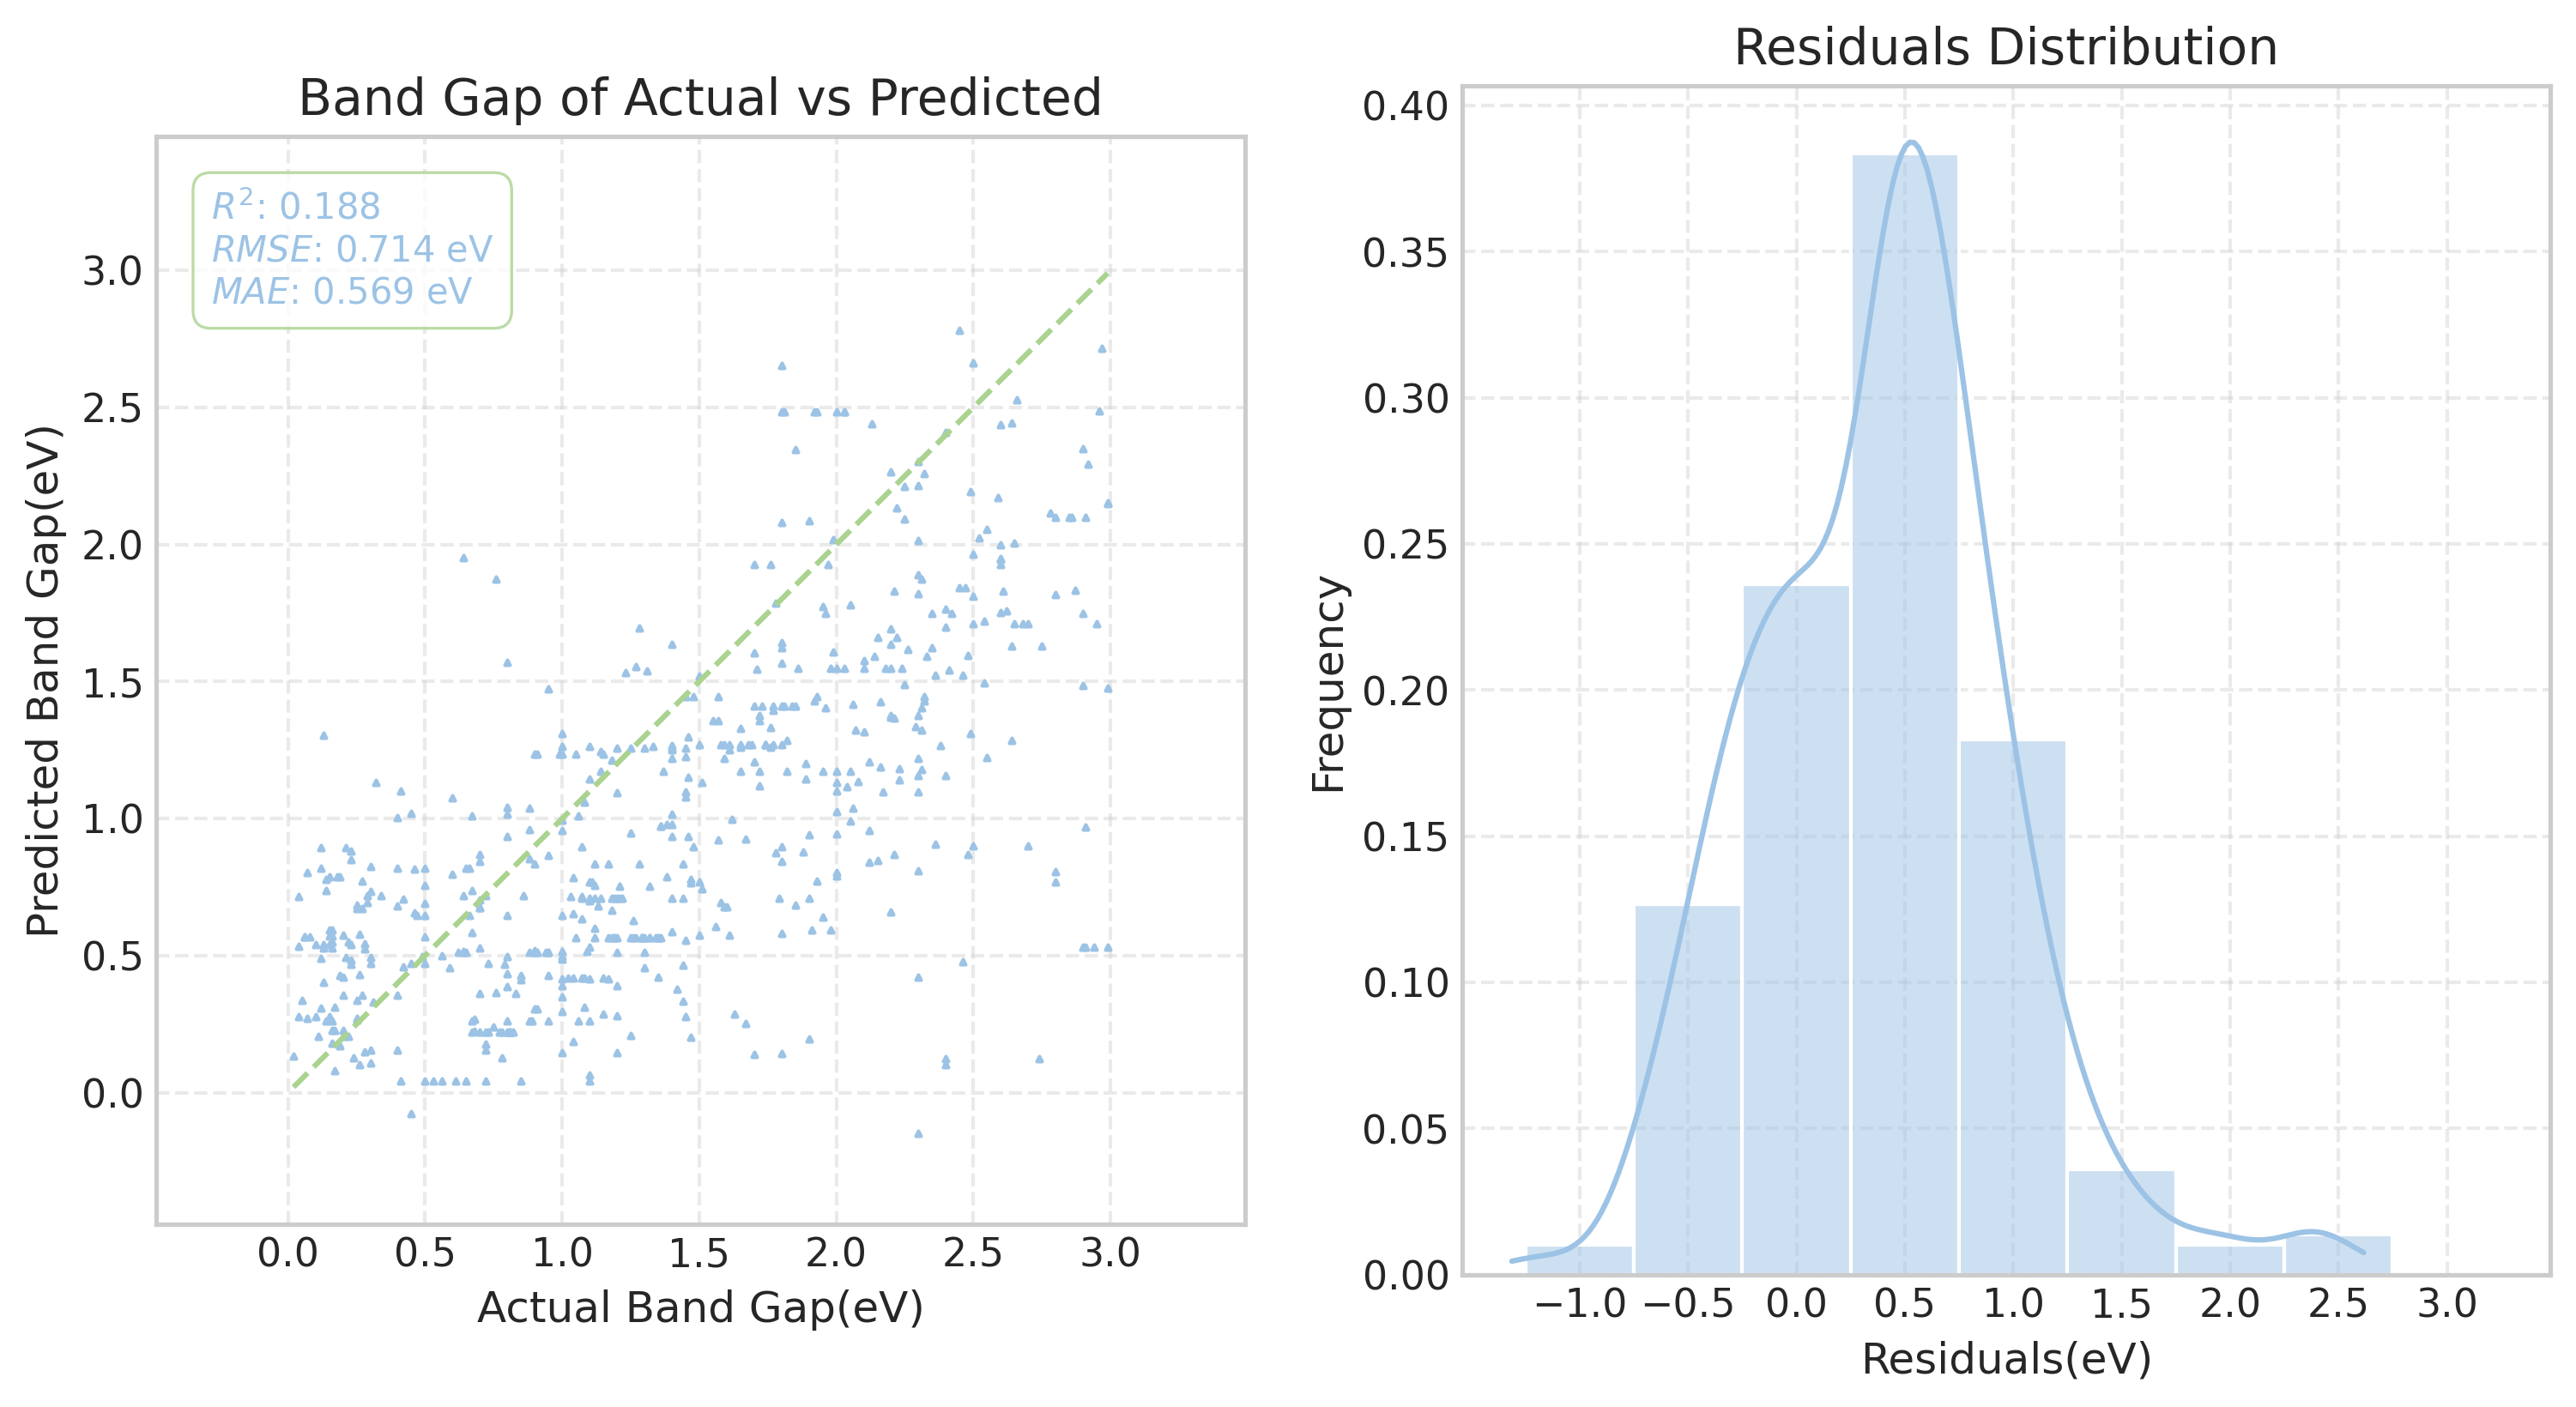 Band Gap of Actual vs Predicted
R²: 0.188
RMSE: 0.714 eV
MAE: 0.569 eV
3.0
2.5
2.0
1.5
1.0
0.5
0.0
Predicted Band Gap(eV)
0.0 0.5 1.0 1.5 2.0 2.5 3.0
Actual Band Gap(eV)
Residuals Distribution
0.40
0.35
0.30
0.25
0.20
0.15
0.10
0.05
0.00
Frequency
−1.0 −0.5 0.0 0.5 1.0 1.5 2.0 2.5 3.0
Residuals(eV)